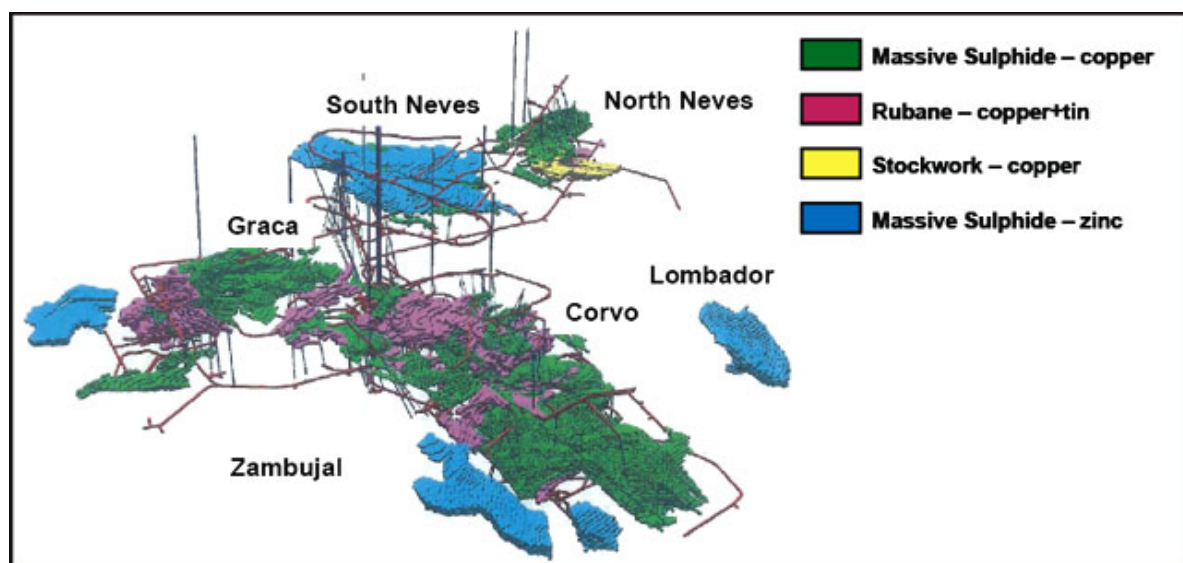 South Neves
North Neves
Graca
Lombador
Corvo
Zambujal
Massive Sulphide – copper
Rubane – copper+tin
Stockwork – copper
Massive Sulphide – zinc